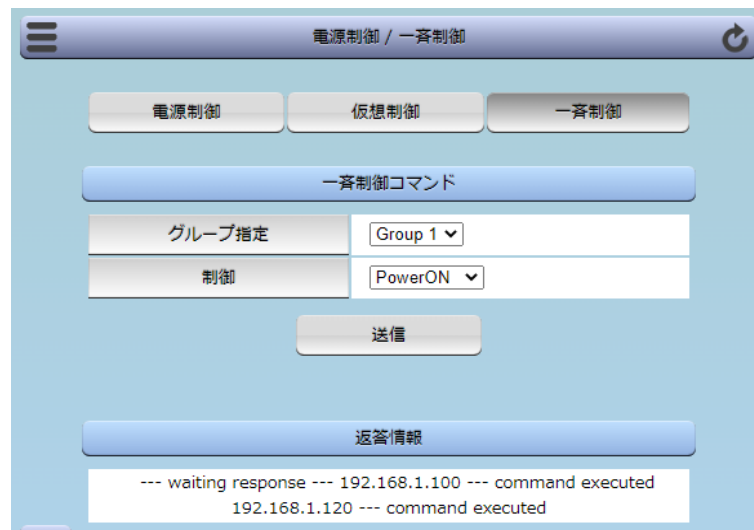 電源制御 / 一斉制御
電源制御 仮想制御 一斉制御
一斉制御コマンド
グループ指定 Group 1
制御 PowerON
送信
返答情報
--- waiting response --- 192.168.1.100 --- command executed
192.168.1.120 --- command executed